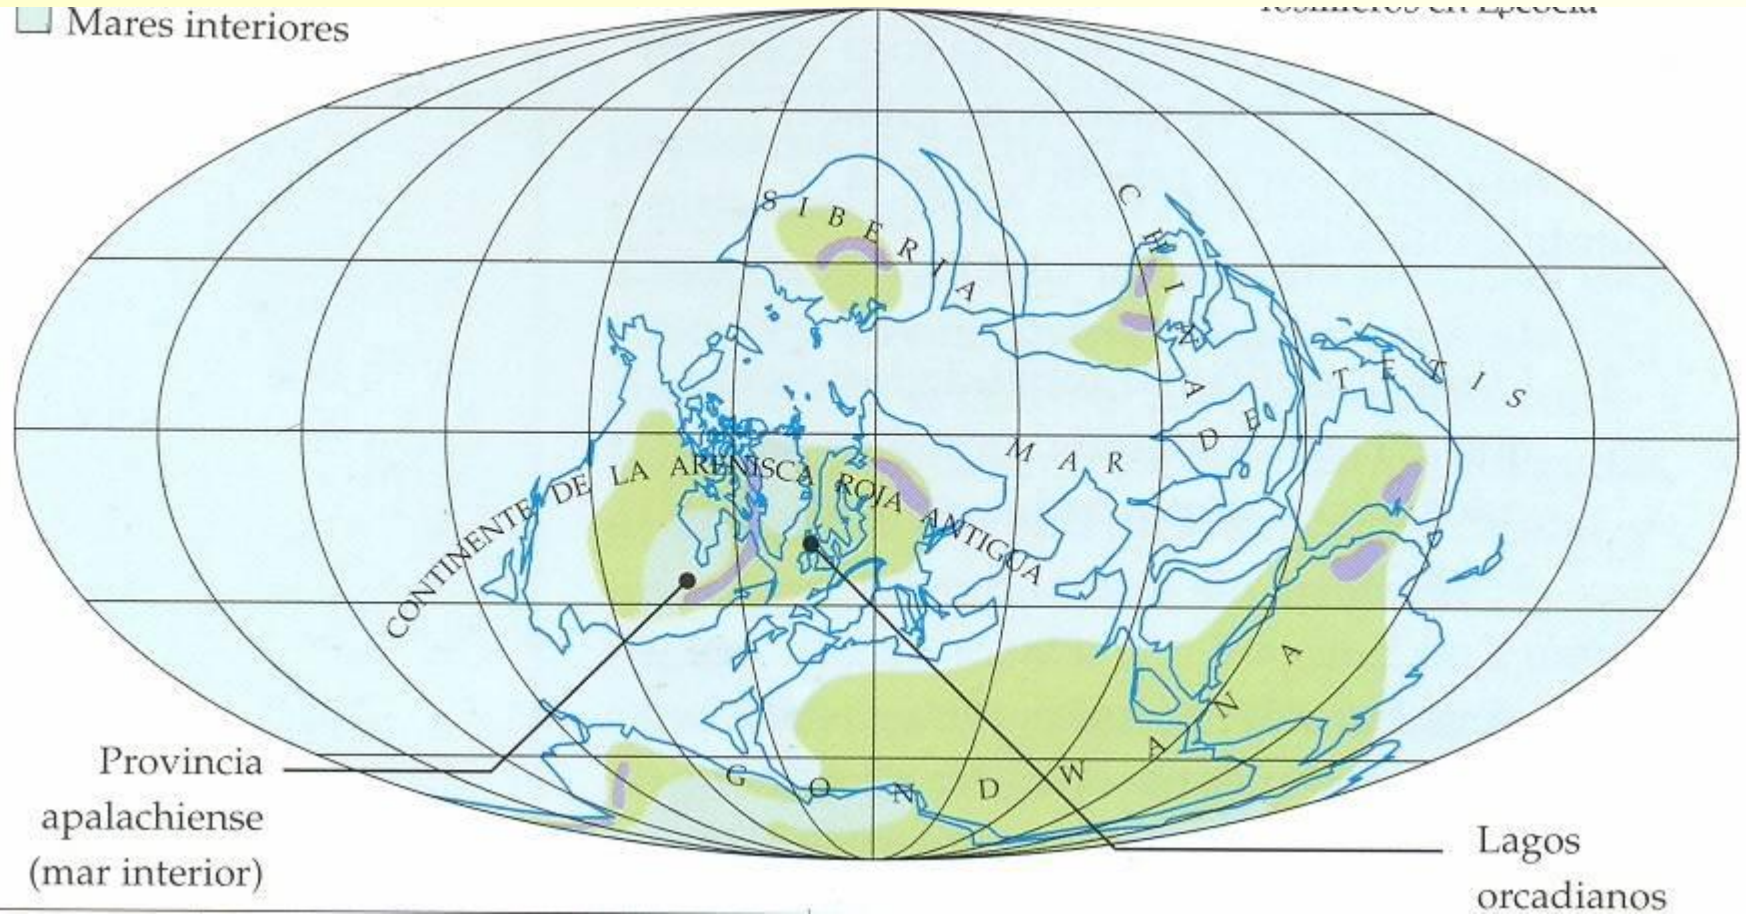 Mares interiores
SIBERIA
CHINA
MAR DE TETIS
CONTINENTE DE LA ARENISCA ROJA ANTIGUA
GONDWANA
Provincia
apalachiense
(mar interior)
Lagos
orcadianos